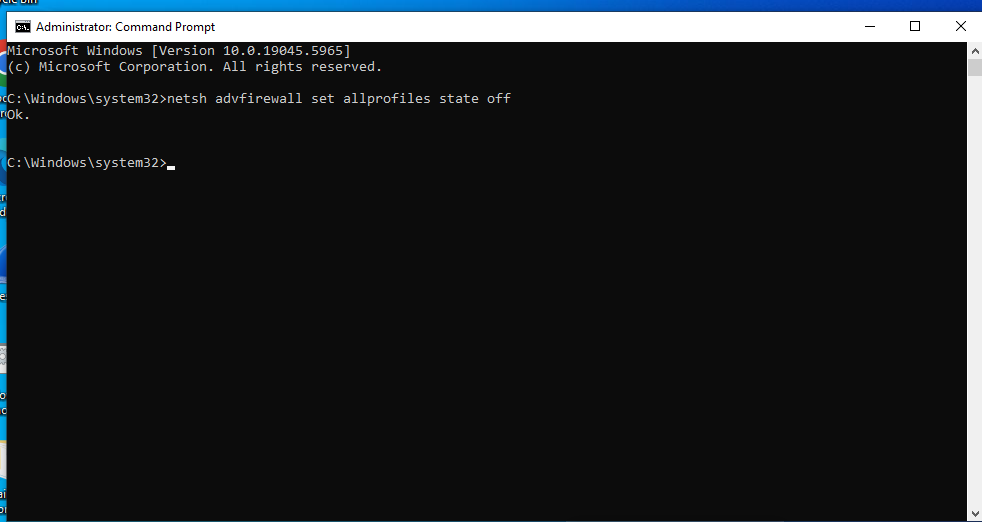 Administrator: Command Prompt
Microsoft Windows [Version 10.0.19045.5965]
(c) Microsoft Corporation. All rights reserved.
C:\Windows\system32>netsh advfirewall set allprofiles state off
Ok.
C:\Windows\system32>